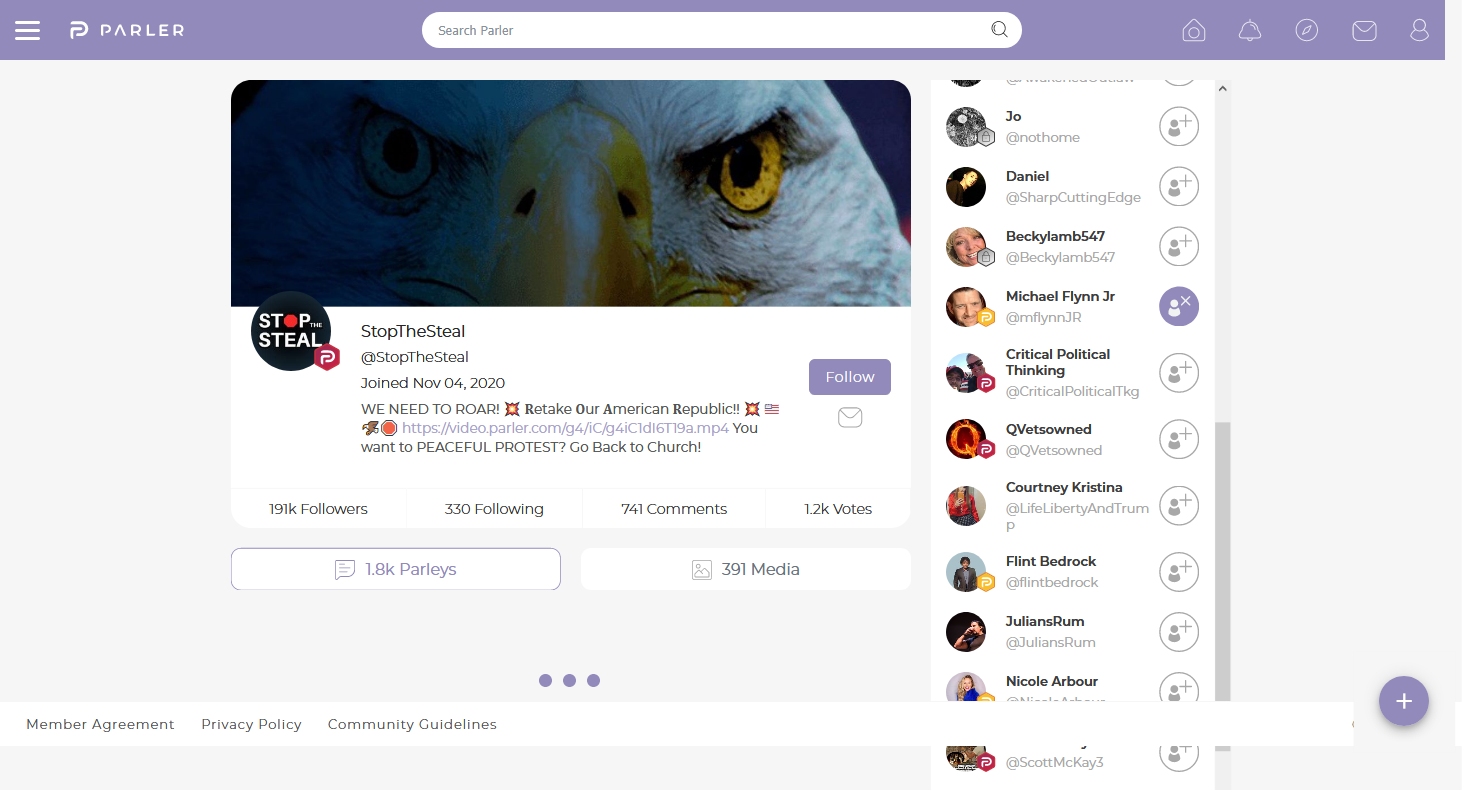 PARLER
Search Parler
STOP THE
STEAL
StopTheSteal
@StopTheSteal
Joined Nov 04, 2020
Follow
WE NEED TO ROAR! 💥 𝐑etake 𝐎ur 𝐀merican 𝐑epublic!! 💥 🇺🇸
🛑 https://video.parler.com/g4/iC/g4iC1dI6T19a.mp4 You
want to PEACEFUL PROTEST? Go Back to Church!
191k Followers
330 Following
741 Comments
1.2k Votes
1.8k Parleys
391 Media
Jo
@nothome
Daniel
@SharpCuttingEdge
Beckylamb547
@Beckylamb547
Michael Flynn Jr
@mflynnJR
Critical Political
Thinking
@CriticalPoliticalTkg
QVetsowned
@QVetsowned
Courtney Kristina
@LifeLibertyAndTrum
p
Flint Bedrock
@flintbedrock
JuliansRum
@JuliansRum
Nicole Arbour
@ScottMcKay3
Member Agreement
Privacy Policy
Community Guidelines